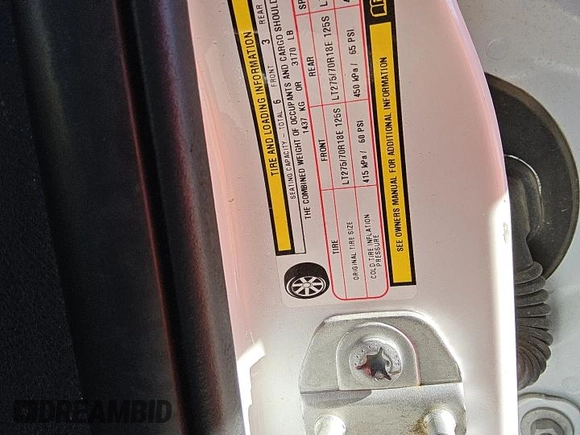 TIRE AND LOADING INFORMATION
SEATING CAPACITY - TOTAL 6 FRONT 3 REAR
THE COMBINED WEIGHT OF OCCUPANTS AND CARGO SHOULD
1437 KG OR 3170 LB
TIRE FRONT REAR SP
ORIGINAL TIRE SIZE LT275/70R18E 125S LT275/70R18E 125S
COLD TIRE INFLATION PRESSURE 415 kPa / 60 PSI 450 kPa / 65 PSI
SEE OWNERS MANUAL FOR ADDITIONAL INFORMATION
DREAMBID